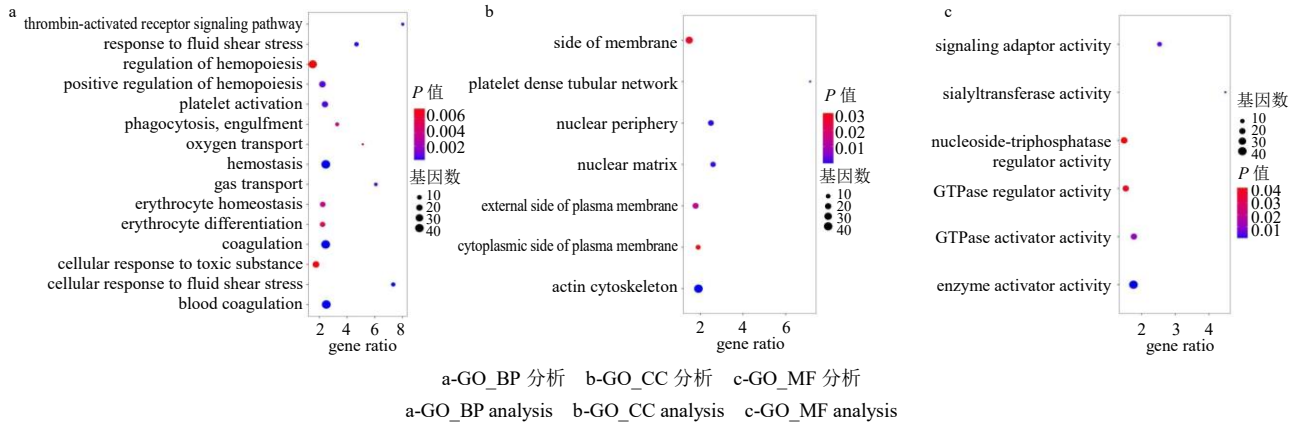 a
thrombin-activated receptor signaling pathway
response to fluid shear stress
regulation of hemopoiesis
positive regulation of hemopoiesis
platelet activation
phagocytosis, engulfment
oxygen transport
hemostasis
gas transport
erythrocyte homeostasis
erythrocyte differentiation
coagulation
cellular response to toxic substance
cellular response to fluid shear stress
blood coagulation
2 4 6 8
gene ratio
P 值
0.006
0.004
0.002
基因数
10
20
30
40
b
side of membrane
platelet dense tubular network
nuclear periphery
nuclear matrix
external side of plasma membrane
cytoplasmic side of plasma membrane
actin cytoskeleton
2 4 6
gene ratio
P 值
0.03
0.02
0.01
基因数
10
20
30
40
c
signaling adaptor activity
sialyltransferase activity
nucleoside-triphosphatase
regulator activity
GTPase regulator activity
GTPase activator activity
enzyme activator activity
2 3 4
gene ratio
基因数
10
20
30
40
P 值
0.04
0.03
0.02
0.01
a-GO_BP 分析 b-GO_CC 分析 c-GO_MF 分析
a-GO_BP analysis b-GO_CC analysis c-GO_MF analysis